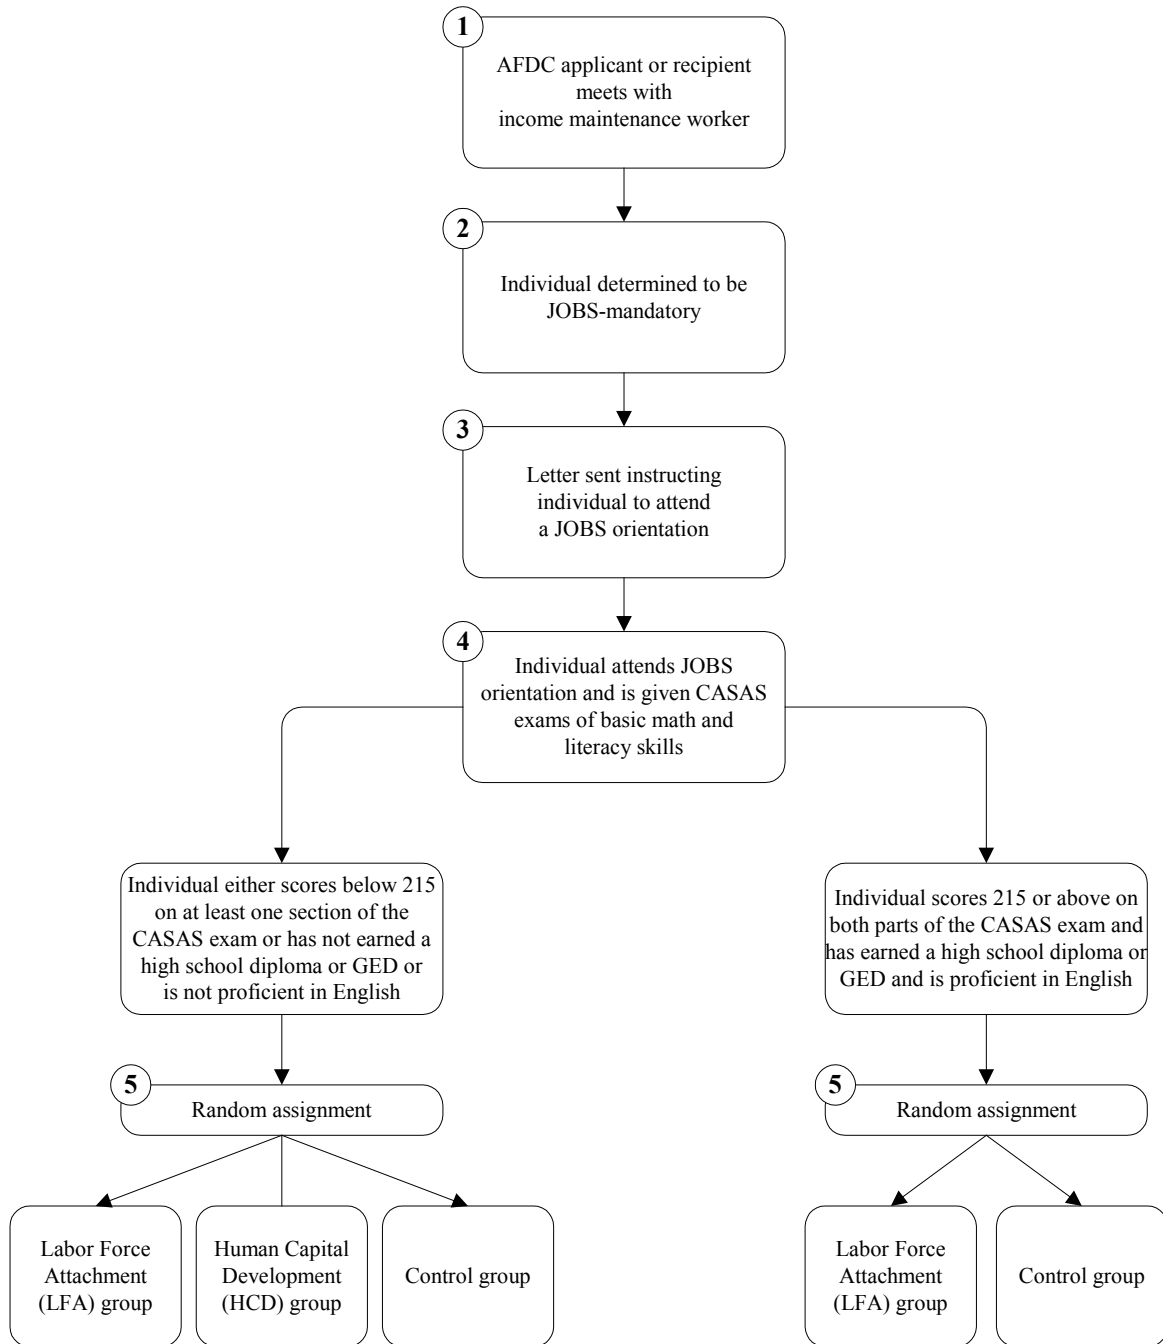 1
AFDC applicant or recipient
meets with
income maintenance worker
2
Individual determined to be
JOBS-mandatory
3
Letter sent instructing
individual to attend
a JOBS orientation
4
Individual attends JOBS
orientation and is given CASAS
exams of basic math and
literacy skills
Individual either scores below 215
on at least one section of the
CASAS exam or has not earned a
high school diploma or GED or
is not proficient in English
Individual scores 215 or above on
both parts of the CASAS exam and
has earned a high school diploma or
GED and is proficient in English
5
Random assignment
5
Random assignment
Labor Force
Attachment
(LFA) group
Human Capital
Development
(HCD) group
Control group
Labor Force
Attachment
(LFA) group
Control group